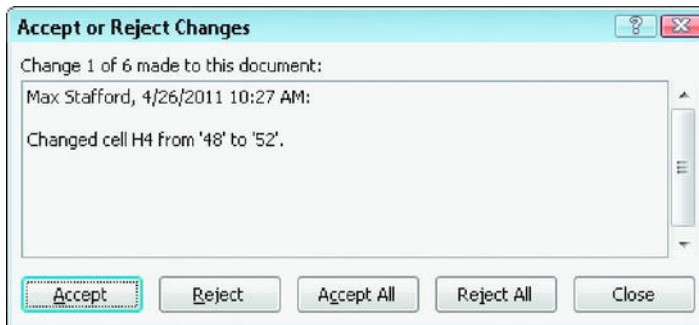 Accept or Reject Changes
Change 1 of 6 made to this document:
Max Stafford, 4/26/2011 10:27 AM:
Changed cell H4 from '48' to '52'.
Accept Reject Accept All Reject All Close